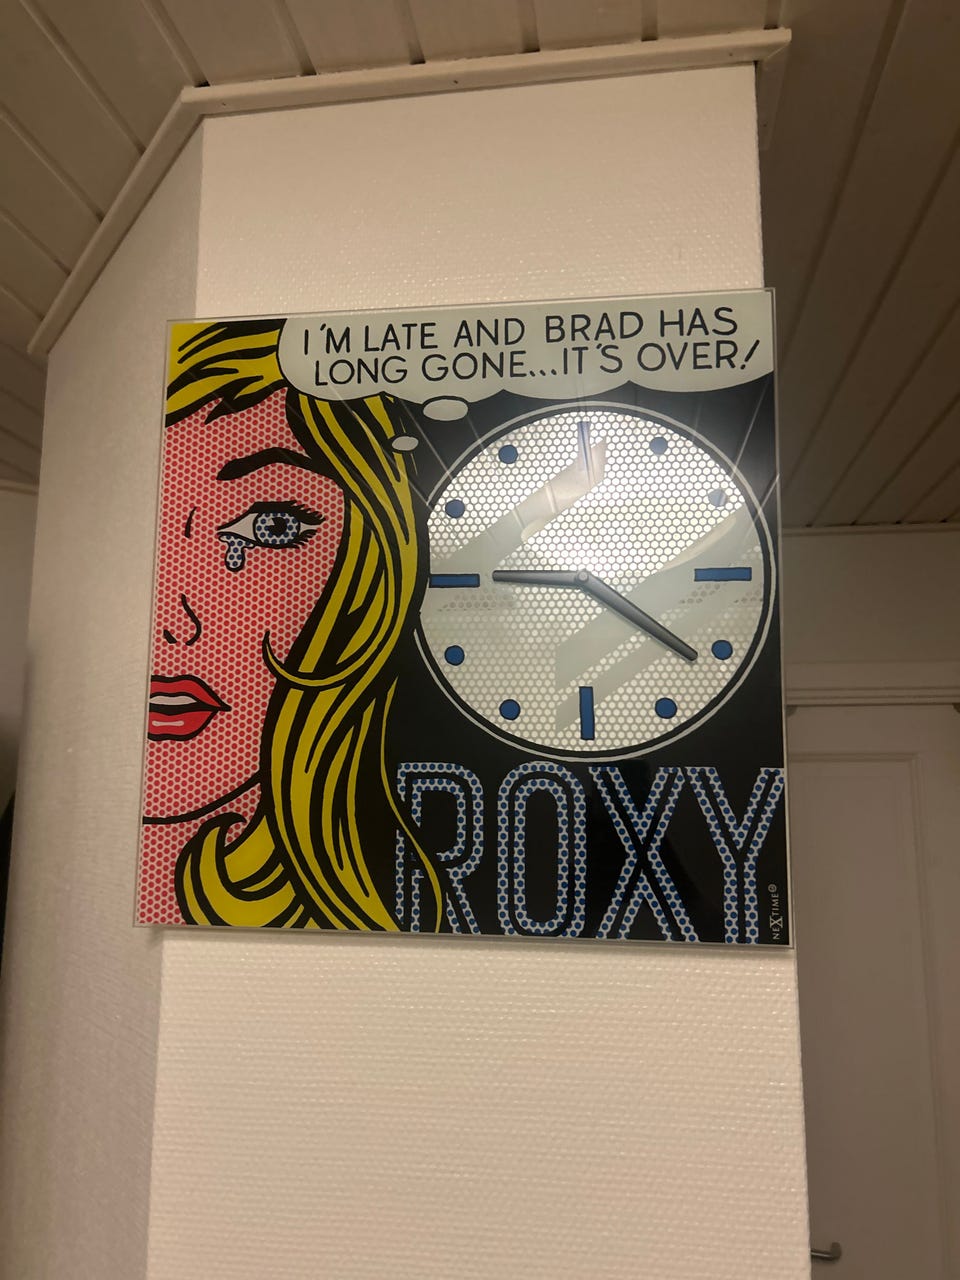 I'M LATE AND BRAD HAS
LONG GONE...IT'S OVER!
ROXY
NEXTIME®